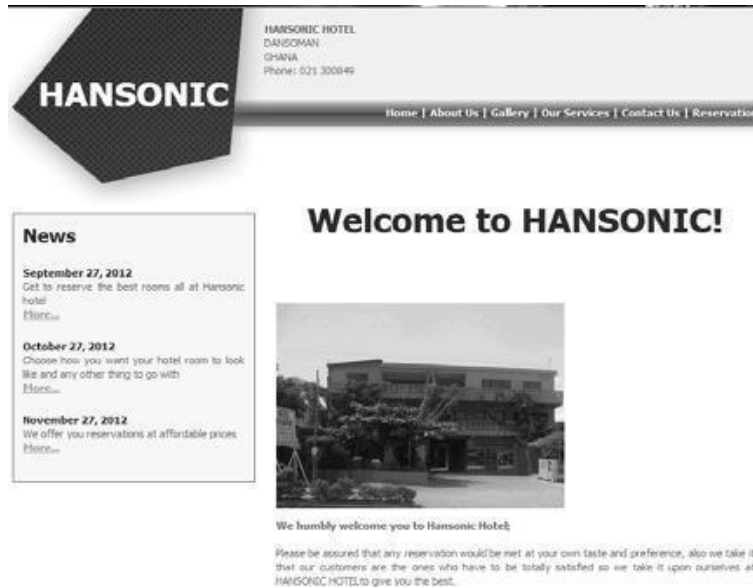 HANSONIC HOTEL
DANSOMAN
GHANA
Phone: 021 300849
HANSONIC
Home | About Us | Gallery | Our Services | Contact Us | Reservation
News
September 27, 2012
Get to reserve the best rooms all at Hansonic
hotel
More...
October 27, 2012
Choose how you want your hotel room to look
like and any other thing to go with
More...
November 27, 2012
We offer you reservations at affordable prices
More...
Welcome to HANSONIC!
We humbly welcome you to Hansonic Hotel;
Please be assured that any reservation would be met at your own taste and preference, also we take it
that our customers are the ones who have to be totally satisfied so we take it upon ourselves at
HANSONIC HOTEL to give you the best.